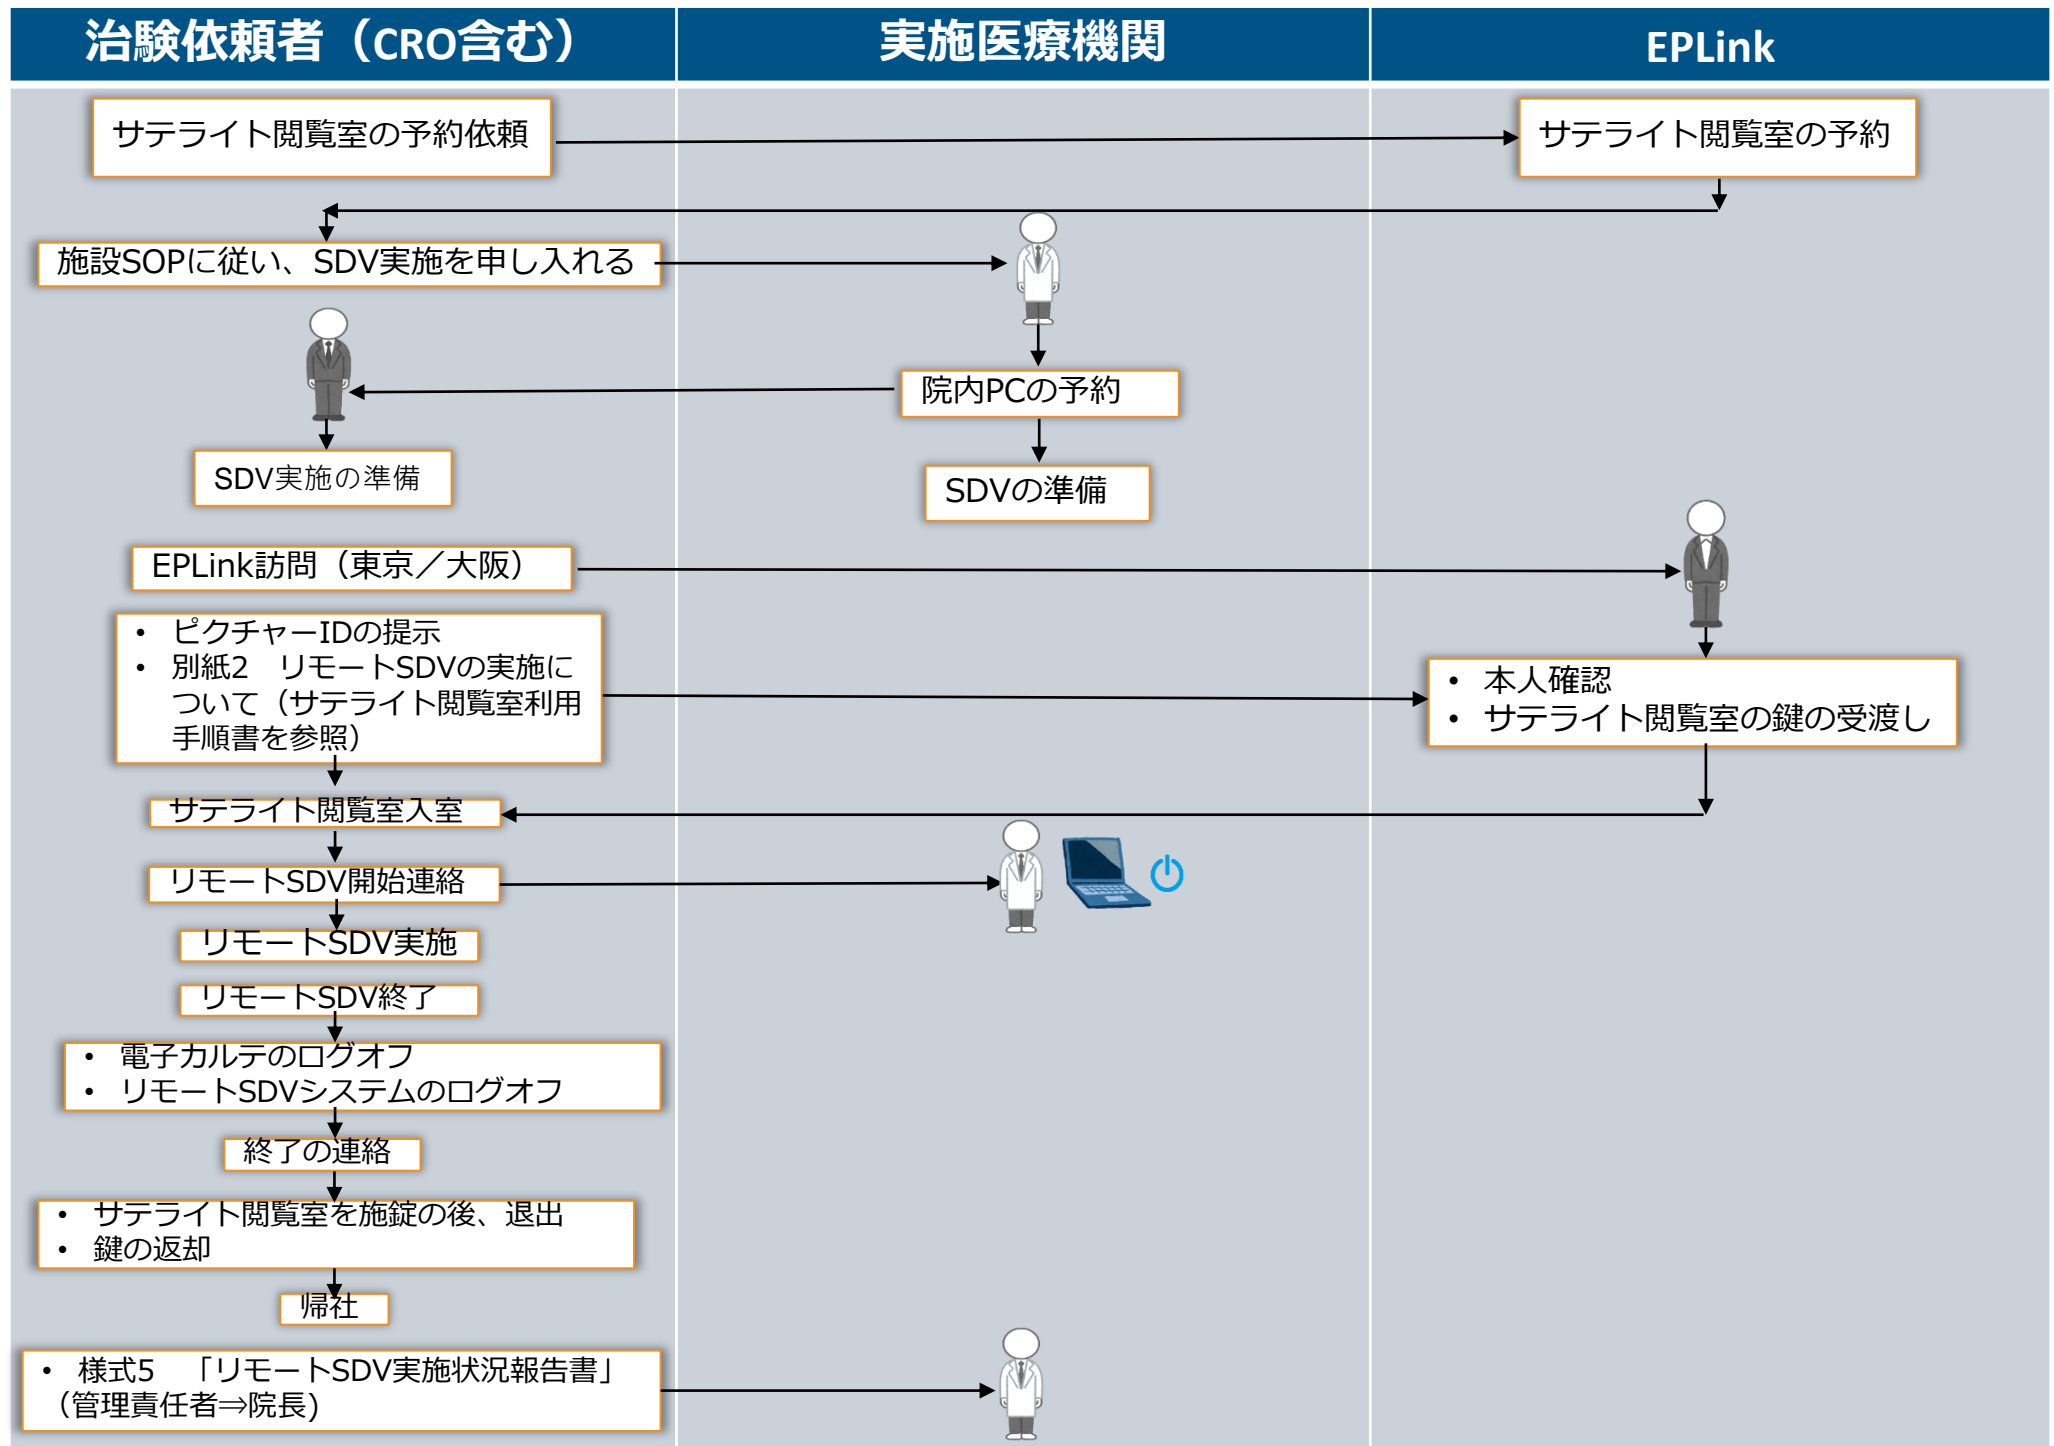 治験依頼者（CRO含む）
実施医療機関
EPLink
サテライト閲覧室の予約依頼
サテライト閲覧室の予約
施設SOPに従い、SDV実施を申し入れる
院内PCの予約
SDV実施の準備
SDVの準備
EPLink訪問（東京／大阪）
• ピクチャーIDの提示
• 別紙2　リモートSDVの実施に
ついて（サテライト閲覧室利用
手順書を参照）
• 本人確認
• サテライト閲覧室の鍵の受渡し
サテライト閲覧室入室
リモートSDV開始連絡
リモートSDV実施
リモートSDV終了
• 電子カルテのログオフ
• リモートSDVシステムのログオフ
終了の連絡
• サテライト閲覧室を施錠の後、退出
• 鍵の返却
帰社
• 様式5　「リモートSDV実施状況報告書」
（管理責任者⇒院長)